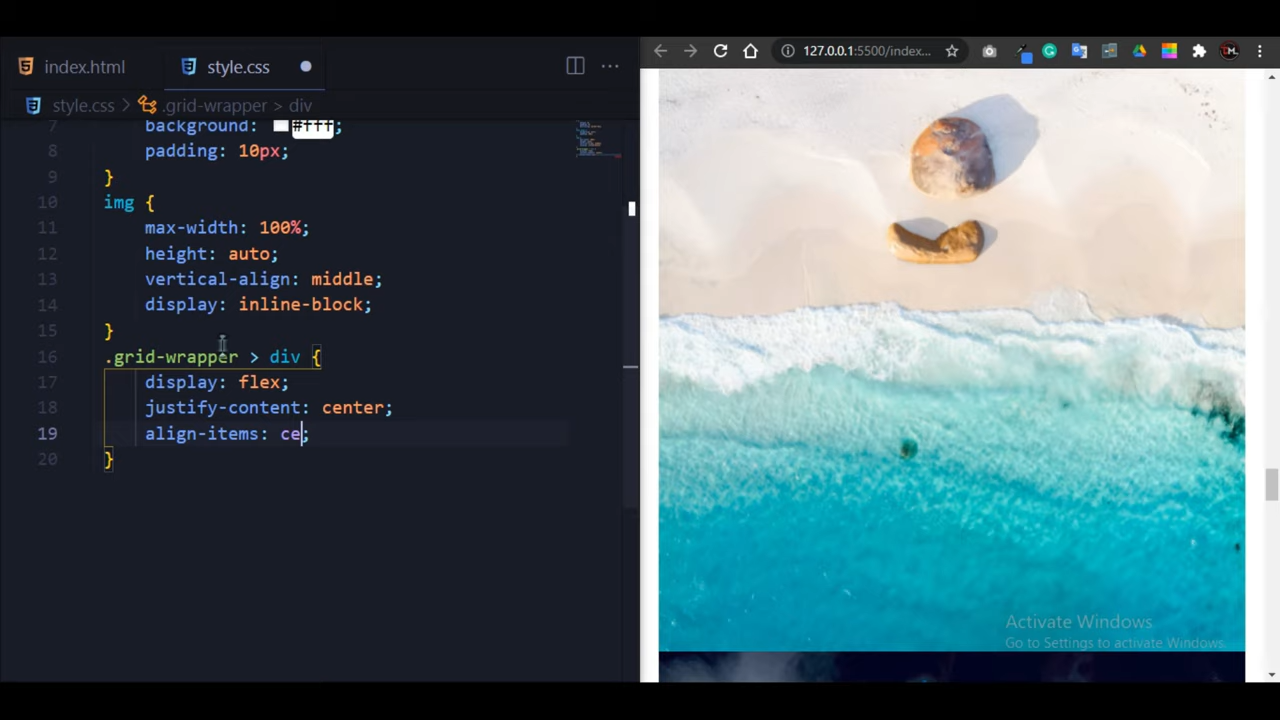 index.html
style.css
...
style.css > .grid-wrapper > div
7 background: #fff;
8 padding: 10px;
9 }
10 img {
11 max-width: 100%;
12 height: auto;
13 vertical-align: middle;
14 display: inline-block;
15 }
16 .grid-wrapper > div {
17 display: flex;
18 justify-content: center;
19 align-items: ce;
20 }
127.0.0.1:5500/index...
Activate Windows
Go to Settings to activate Windows.